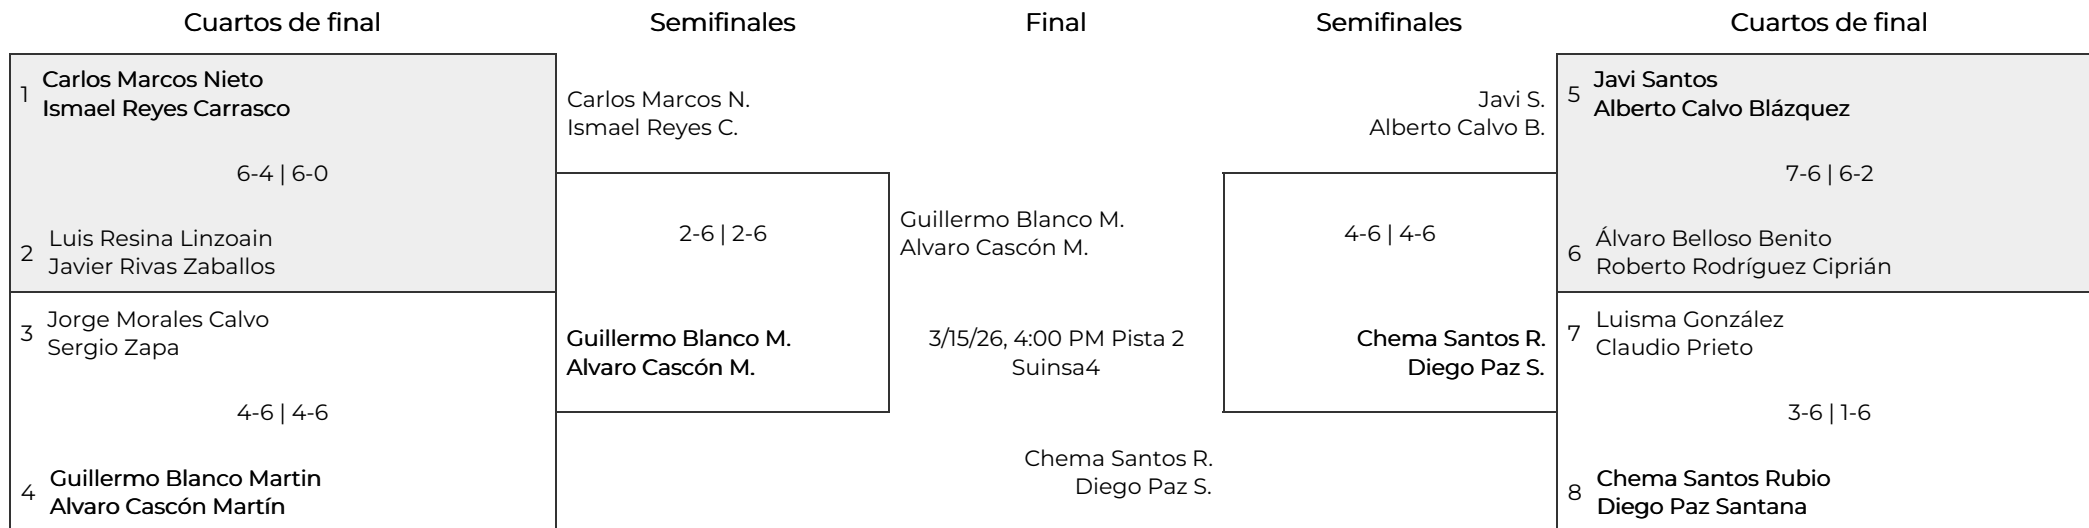 Cuartos de final
Semifinales
Final
Semifinales
Cuartos de final
1
Carlos Marcos Nieto
Ismael Reyes Carrasco
6-4 | 6-0
2
Luis Resina Linzoain
Javier Rivas Zaballos
3
Jorge Morales Calvo
Sergio Zapa
4-6 | 4-6
4
Guillermo Blanco Martin
Alvaro Cascón Martín
Carlos Marcos N.
Ismael Reyes C.
2-6 | 2-6
Guillermo Blanco M.
Alvaro Cascón M.
Guillermo Blanco M.
Alvaro Cascón M.
3/15/26, 4:00 PM Pista 2
Suinsa4
Chema Santos R.
Diego Paz S.
Javi S.
Alberto Calvo B.
4-6 | 4-6
Chema Santos R.
Diego Paz S.
5
Javi Santos
Alberto Calvo Blázquez
7-6 | 6-2
6
Álvaro Belloso Benito
Roberto Rodríguez Ciprián
7
Luisma González
Claudio Prieto
3-6 | 1-6
8
Chema Santos Rubio
Diego Paz Santana